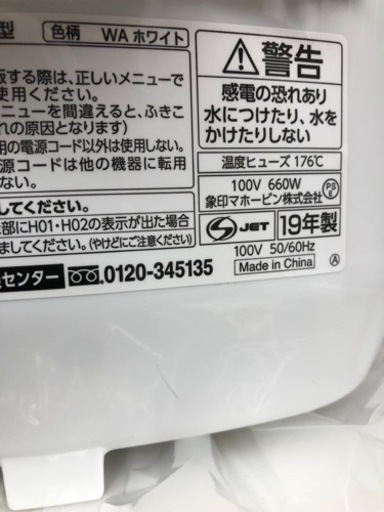 型 色柄 WA ホワイト
飯する際は、正しいメニューで
使用ください。
ニューを間違えると、ふきこ
れの原因となります)
用の電源コード以外は使用しない。
源コードは他の機器に転用
警告
感電の恐れあり
水につけたり、水を
かけたりしない
温度ヒューズ 176℃
100V 660W
象印マホービン株式会社
PSE
してください。
部にH01・H02の表示が出た場合
ましてください。(やけどにご注意ください)
センター 0120-345135
S JET 19年製
100V 50/60Hz
Made in China Ⓐ